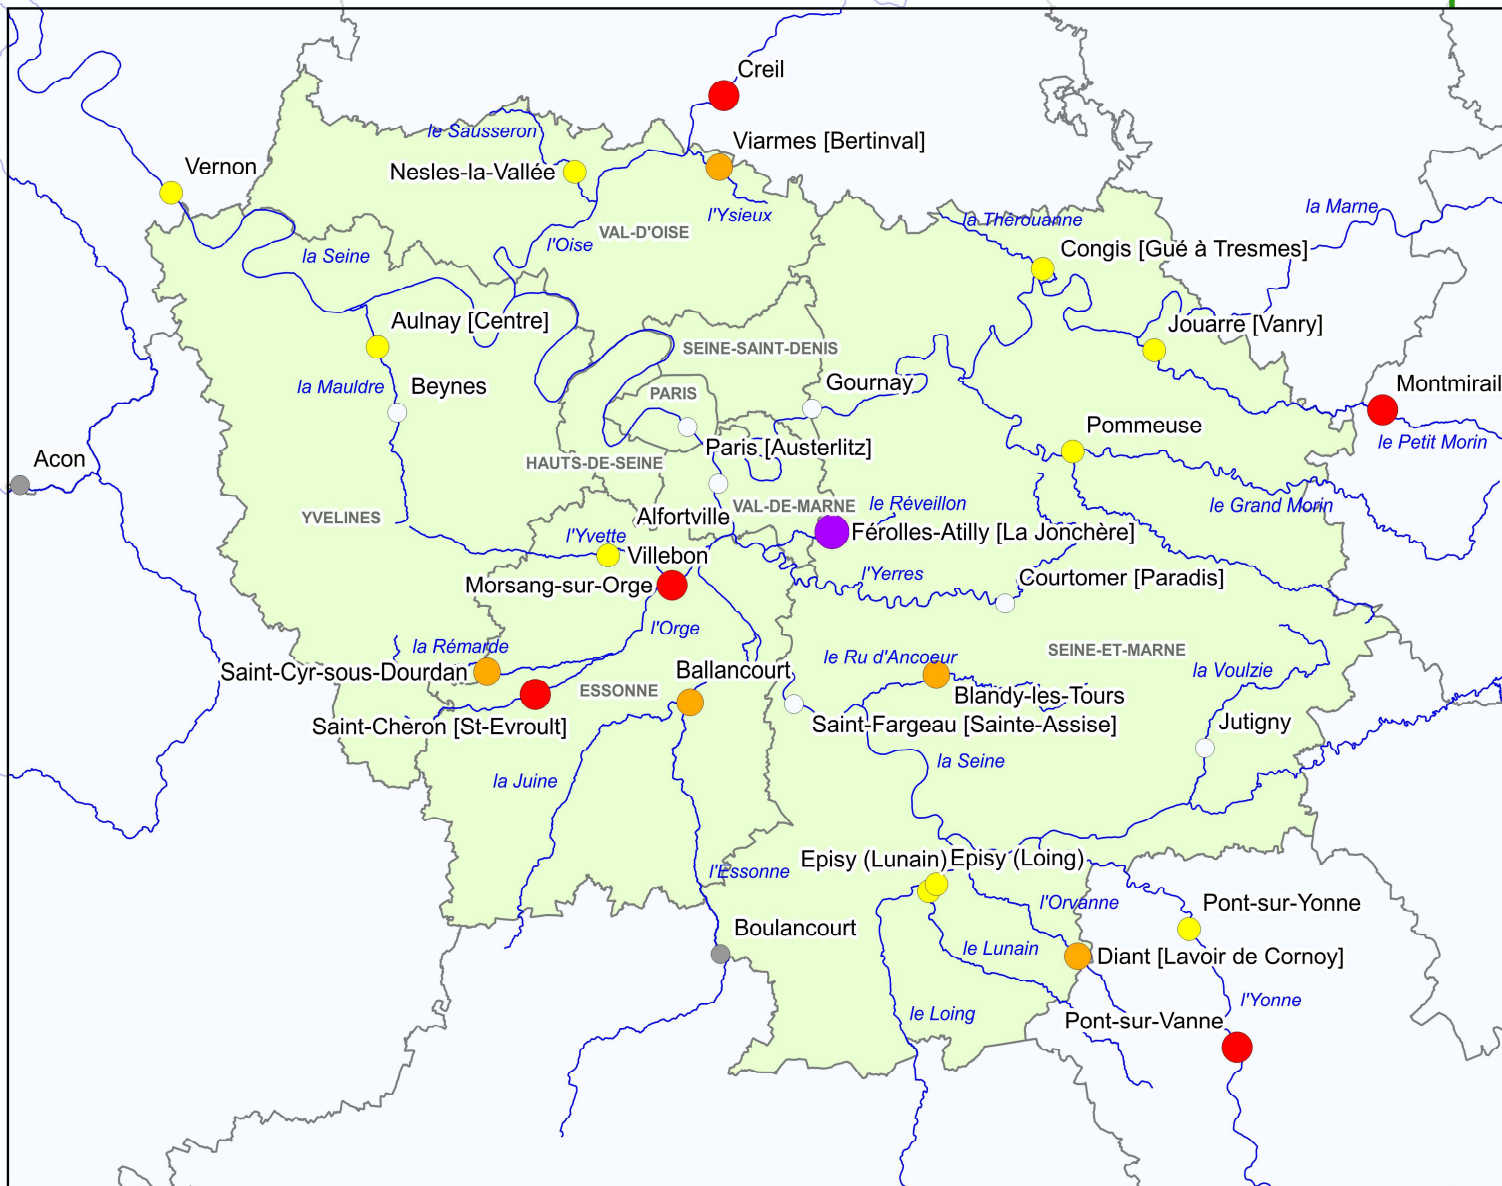 Creil
Viarmes [Bertinval]
le Sausseron
Vernon
Nesles-la-Vallée
l'Ysieux
la Marne
la Thérouanne
VAL-D'OISE
l'Oise
la Seine
Congis [Gué à Tresmes]
Aulnay [Centre]
Jouarre [Vanry]
SEINE-SAINT-DENIS
la Mauldre
Beynes
PARIS
Gournay
Montmirail
Pommeuse
le Petit Morin
Paris [Austerlitz]
Acon
HAUTS-DE-SEINE
VAL-DE-MARNE
le Réveillon
le Grand Morin
YVELINES
Alfortville
l'Yvette
Férolles-Atilly [La Jonchère]
Villebon
Morsang-sur-Orge
l'Yerres
Courtomer [Paradis]
l'Orge
la Rémarde
le Ru d'Ancoeur
SEINE-ET-MARNE
Saint-Cyr-sous-Dourdan
Ballancourt
la Voulzie
ESSONNE
Blandy-les-Tours
Saint-Chéron [St-Evroult]
Saint-Fargeau [Sainte-Assise]
Jutigny
la Seine
la Juine
Episy (Lunain)
Episy (Loing)
l'Essonne
l'Orvanne
Pont-sur-Yonne
Boulancourt
le Lunain
Diant [Lavoir de Cornoy]
l'Yonne
le Loing
Pont-sur-Vanne